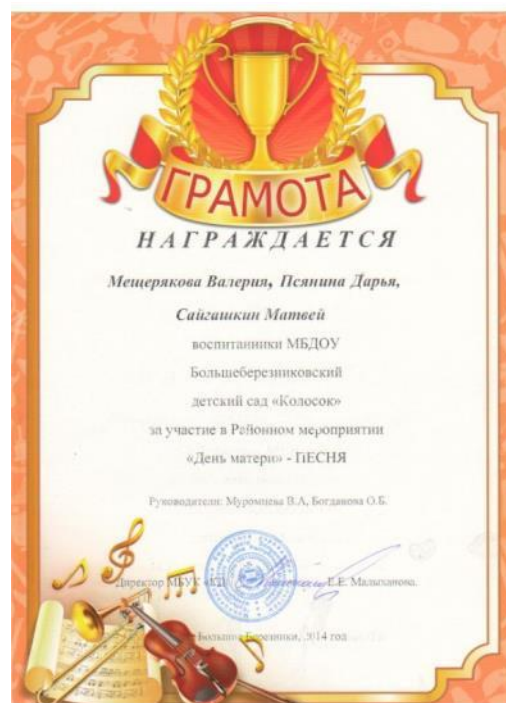 ГРАМОТА
НАГРАЖДАЕТСЯ
Мещерякова Валерия, Псянина Дарья,
Сайгашкин Матвей
воспитанники МБДОУ
Большеберезниковский
детский сад «Колосок»
за участие в Районном мероприятии
«День матери» - ПЕСНЯ
Руководители: Муромцева В.А, Богданова О.Б.
Директор МБУК «КД Е.Е. Малыханова.
Большие Березники, 2014 год